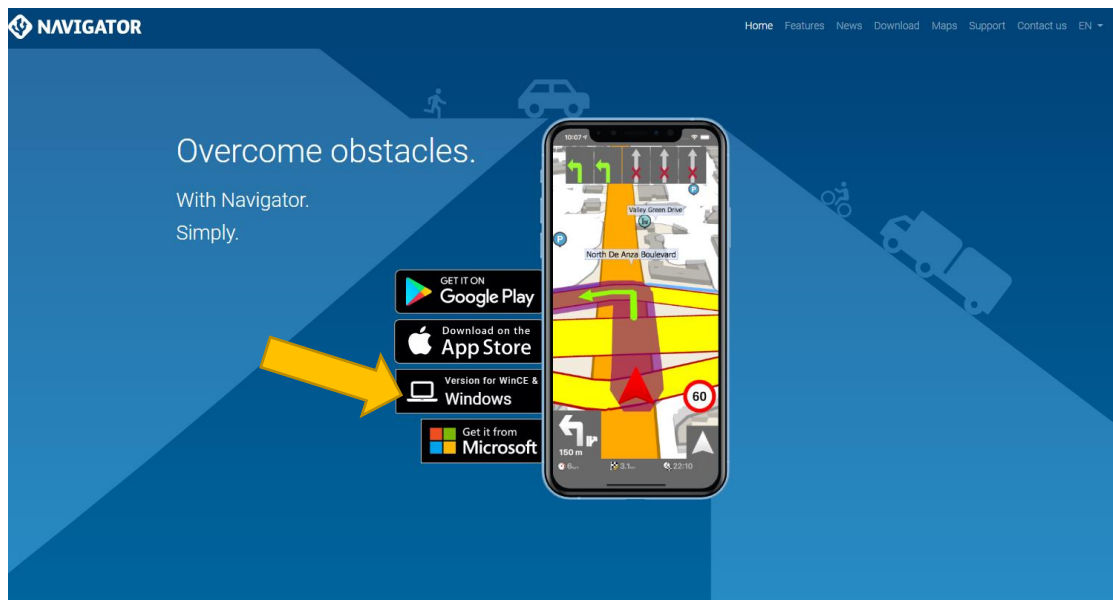 NAVIGATOR
Home Features News Download Maps Support Contact us EN
Overcome obstacles.
With Navigator.
Simply.
GET IT ON
Google Play
Download on the
App Store
Version for WinCE &
Windows
Get it from
Microsoft
10:07
P
Valley Green Drive
P
North De Anza Boulevard
60
150 m
3.1
22:10